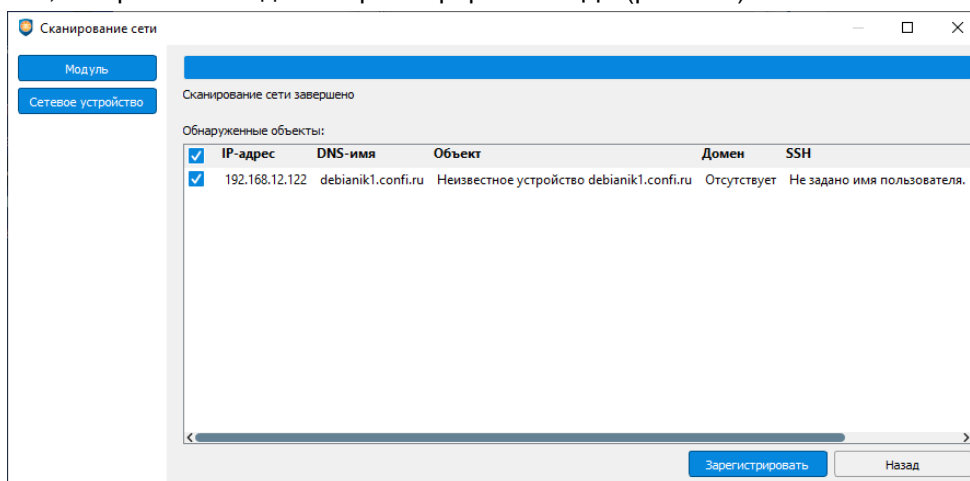 Сканирование сети
Модуль
Сетевое устройство
Сканирование сети завершено
Обнаруженные объекты:
IP-адрес DNS-имя Объект Домен SSH
192.168.12.122 debianik1.confi.ru Неизвестное устройство debianik1.confi.ru Отсутствует Не задано имя пользователя.
Зарегистрировать Назад